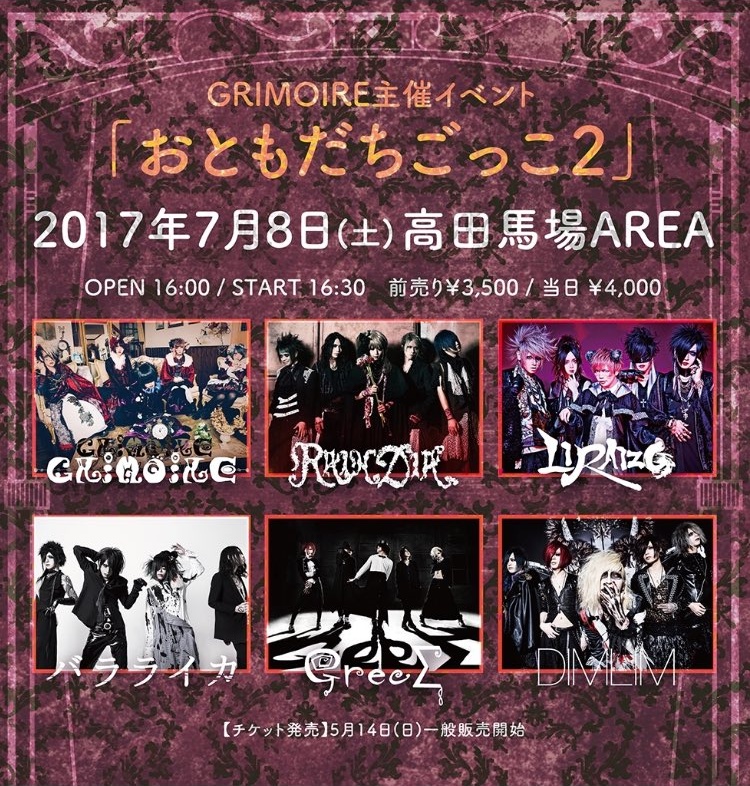 GRIMOIRE主催イベント
「おともだちごっこ2」
2017年7月8日(土)高田馬場AREA
OPEN 16:00 / START 16:30 前売り¥3,500 / 当日 ¥4,000
GRiMOiRE
RAZNDIA
LIRAIZO
バラライカ
GrecΣ
DIMLIM
【チケット発売】5月14日(日)一般販売開始